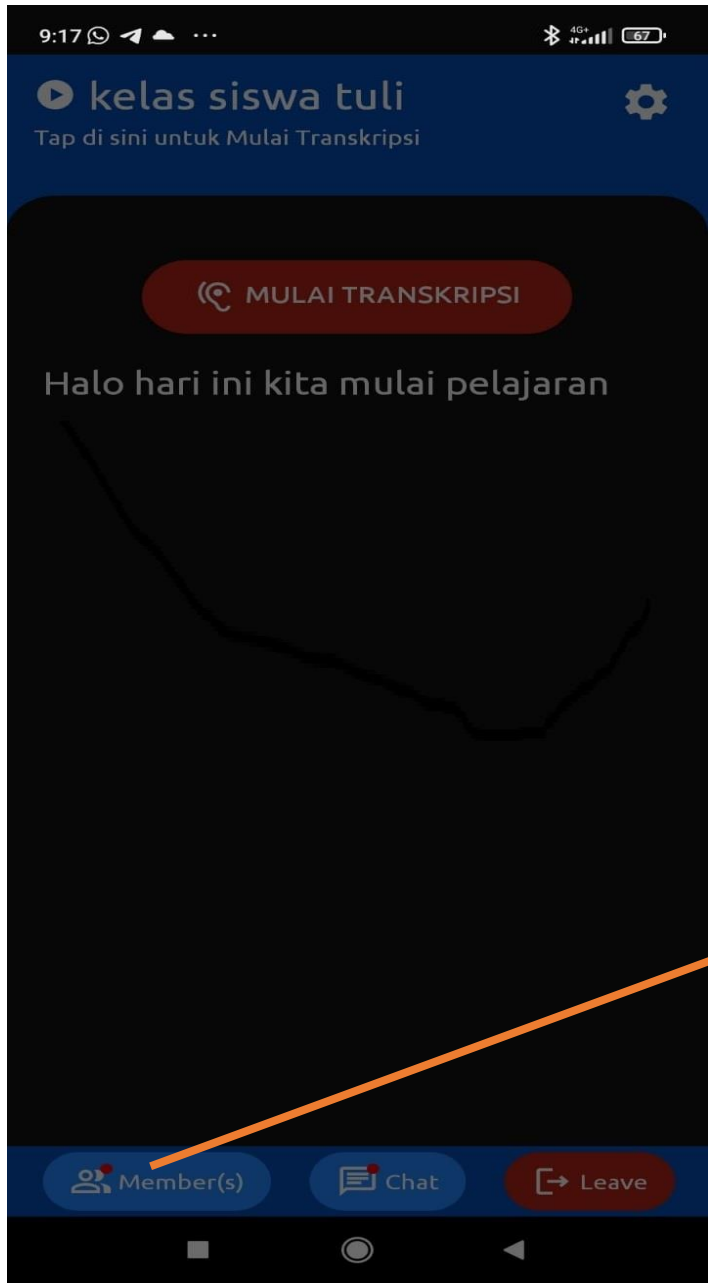 9:17 ... 4G+ 67
kelas siswa tuli
Tap di sini untuk Mulai Transkripsi
MULAI TRANSKRIPSI
Halo hari ini kita mulai pelajaran
Member(s) Chat Leave